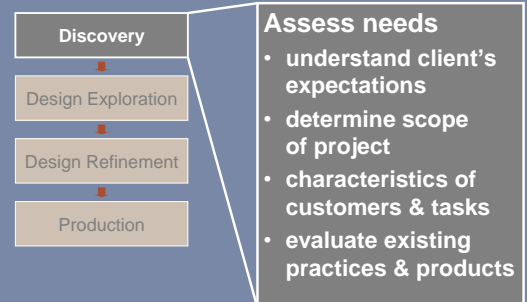 Discovery
Design Exploration
Design Refinement
Production
Assess needs
• understand client's
expectations
• determine scope
of project
• characteristics of
customers & tasks
• evaluate existing
practices & products